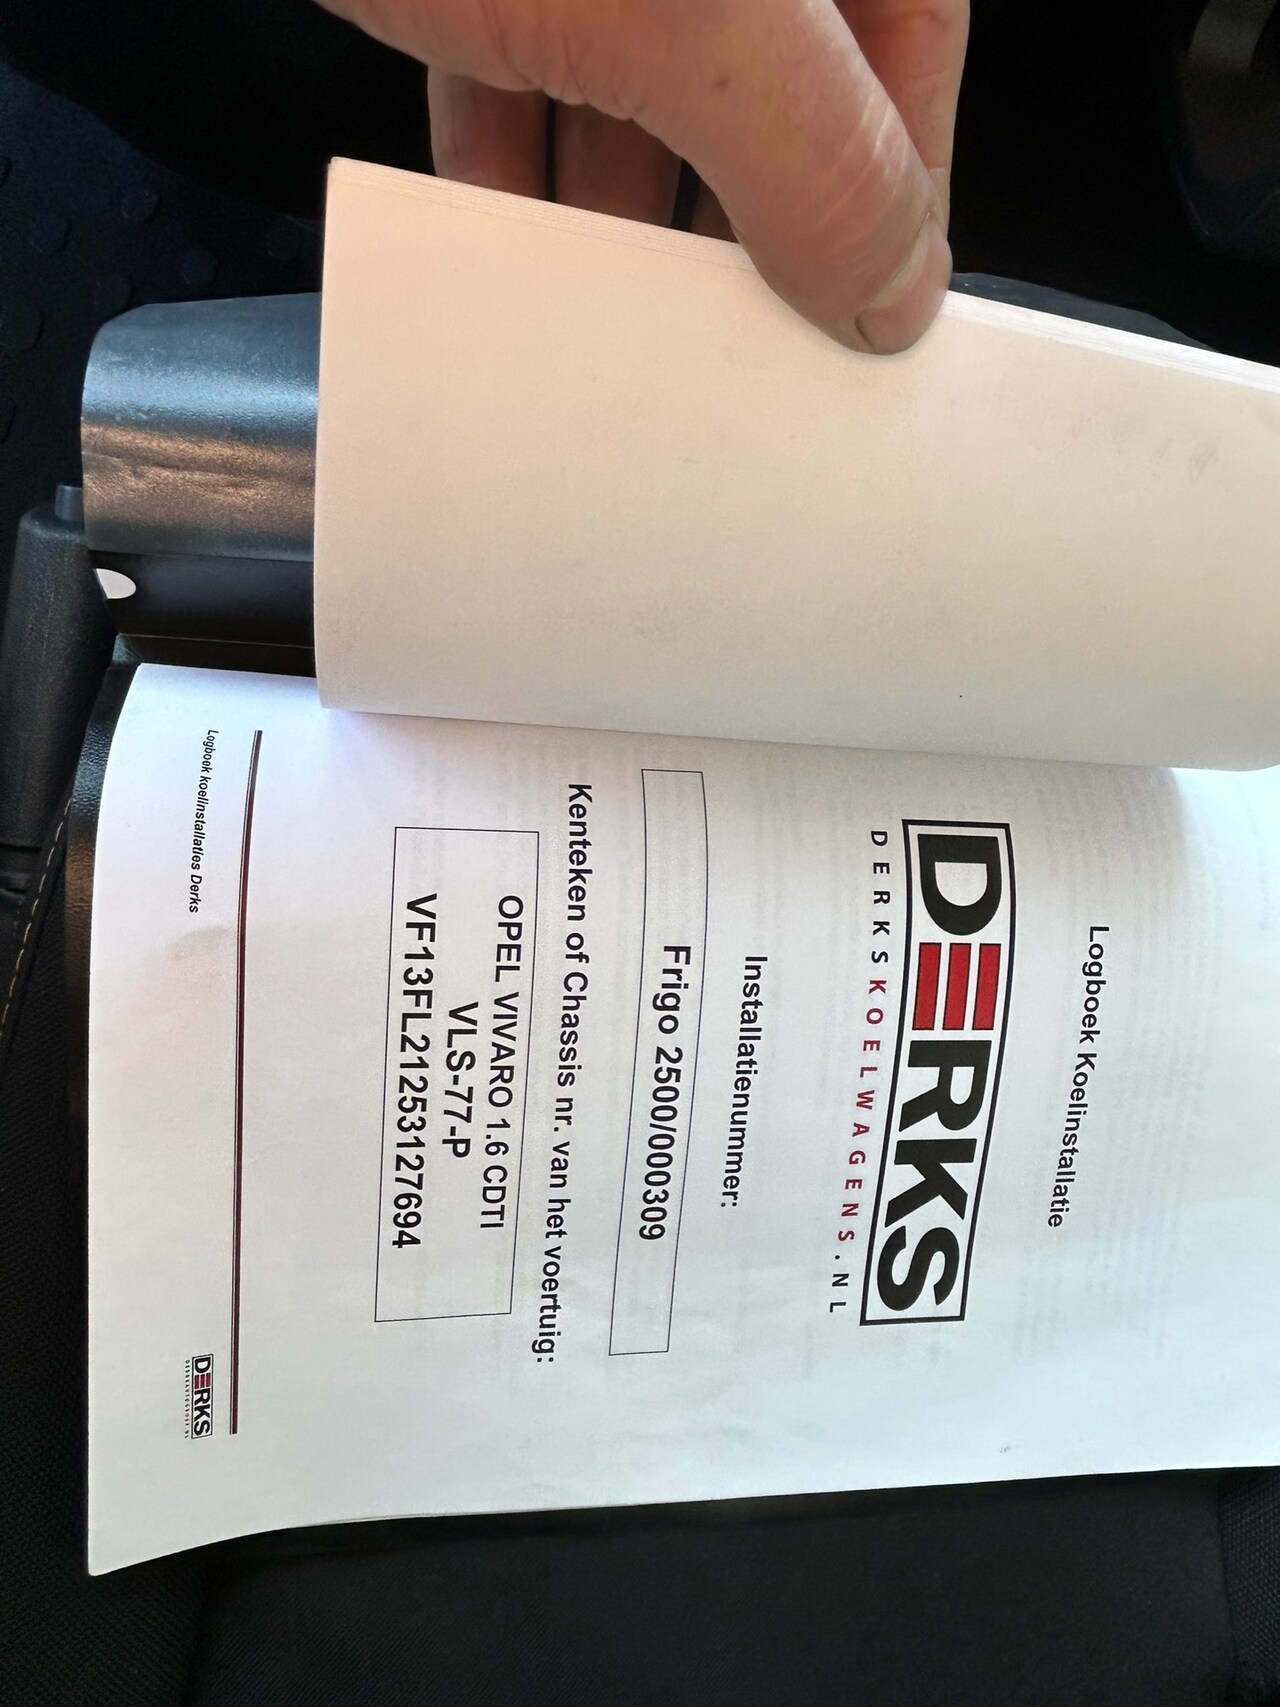 Logboek Koelinstallatie
DERKS
DERKSKOELWAGENS.NL
Installatienummer:
Frigo 2500/000309
Kenteken of Chassis nr. van het voertuig:
OPEL VIVARO 1.6 CDTI
VLS-77-P
VF13FL21253127694
Logboek koelinstallaties Derks
DERKS